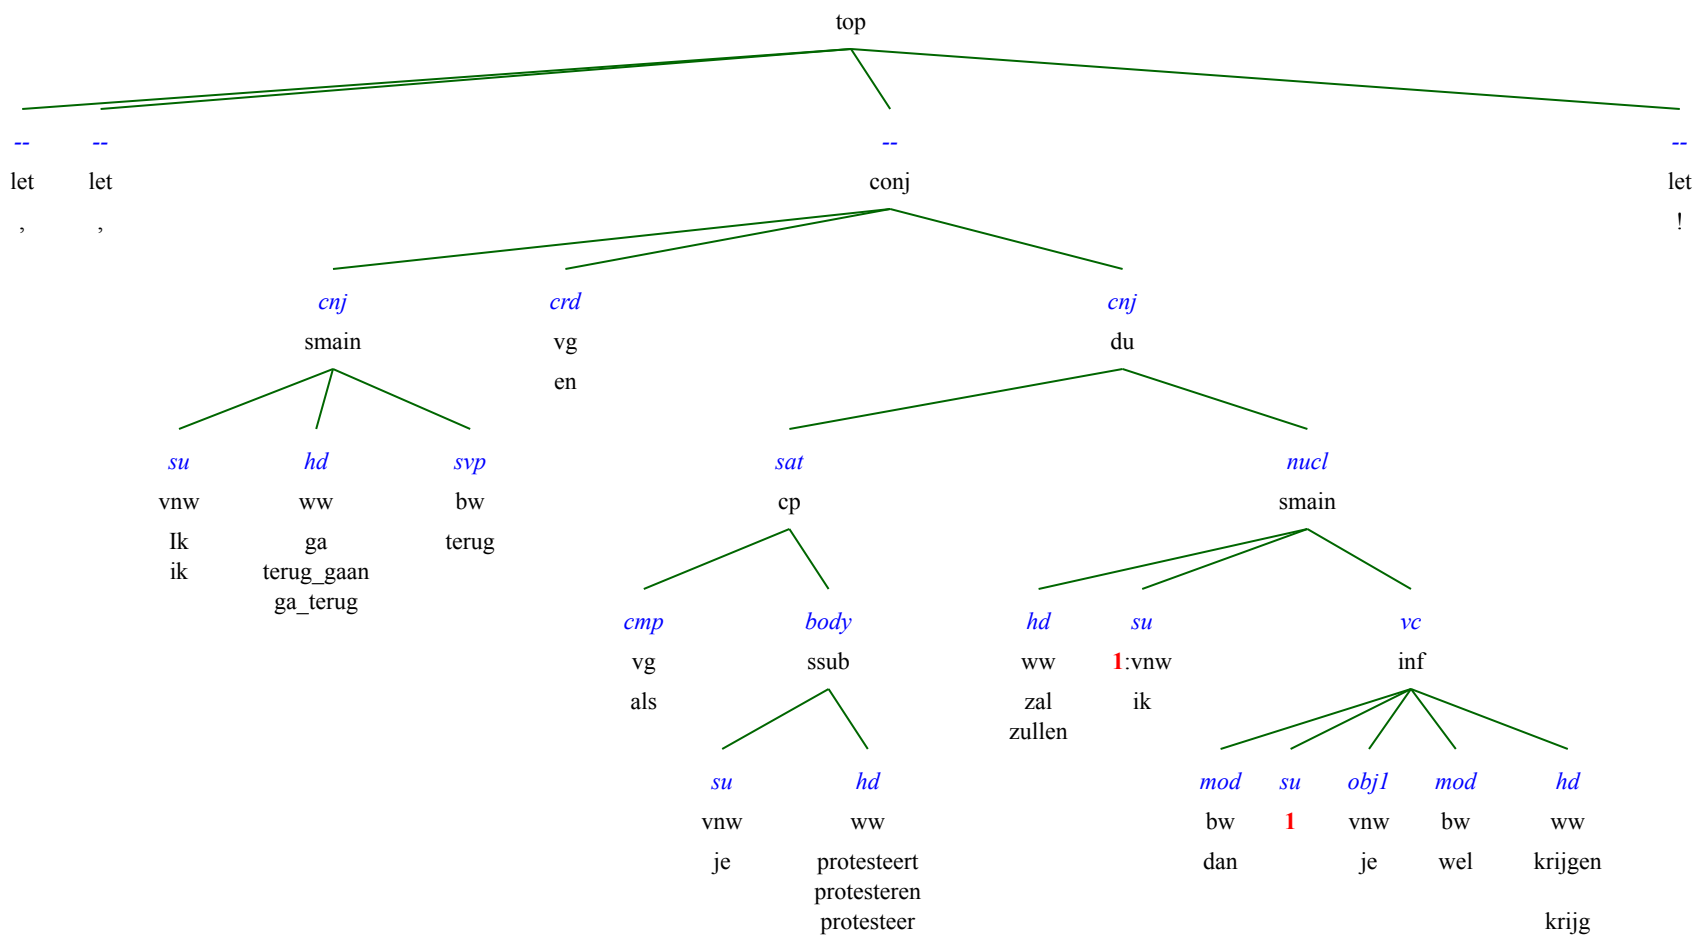 top
-- -- -- --
let let conj let
, , !
cnj crd cnj
smain vg du
en
su hd svp sat nucl
vnw ww bw cp smain
Ik ga terug
ik terug_gaan
ga_terug
cmp body hd su vc
vg ssub ww 1:vnw inf
als zal ik
zullen
su hd mod su obj1 mod hd
vnw ww bw 1 vnw bw ww
je protesteert dan je wel krijgen
protesteren
protesteer krijg